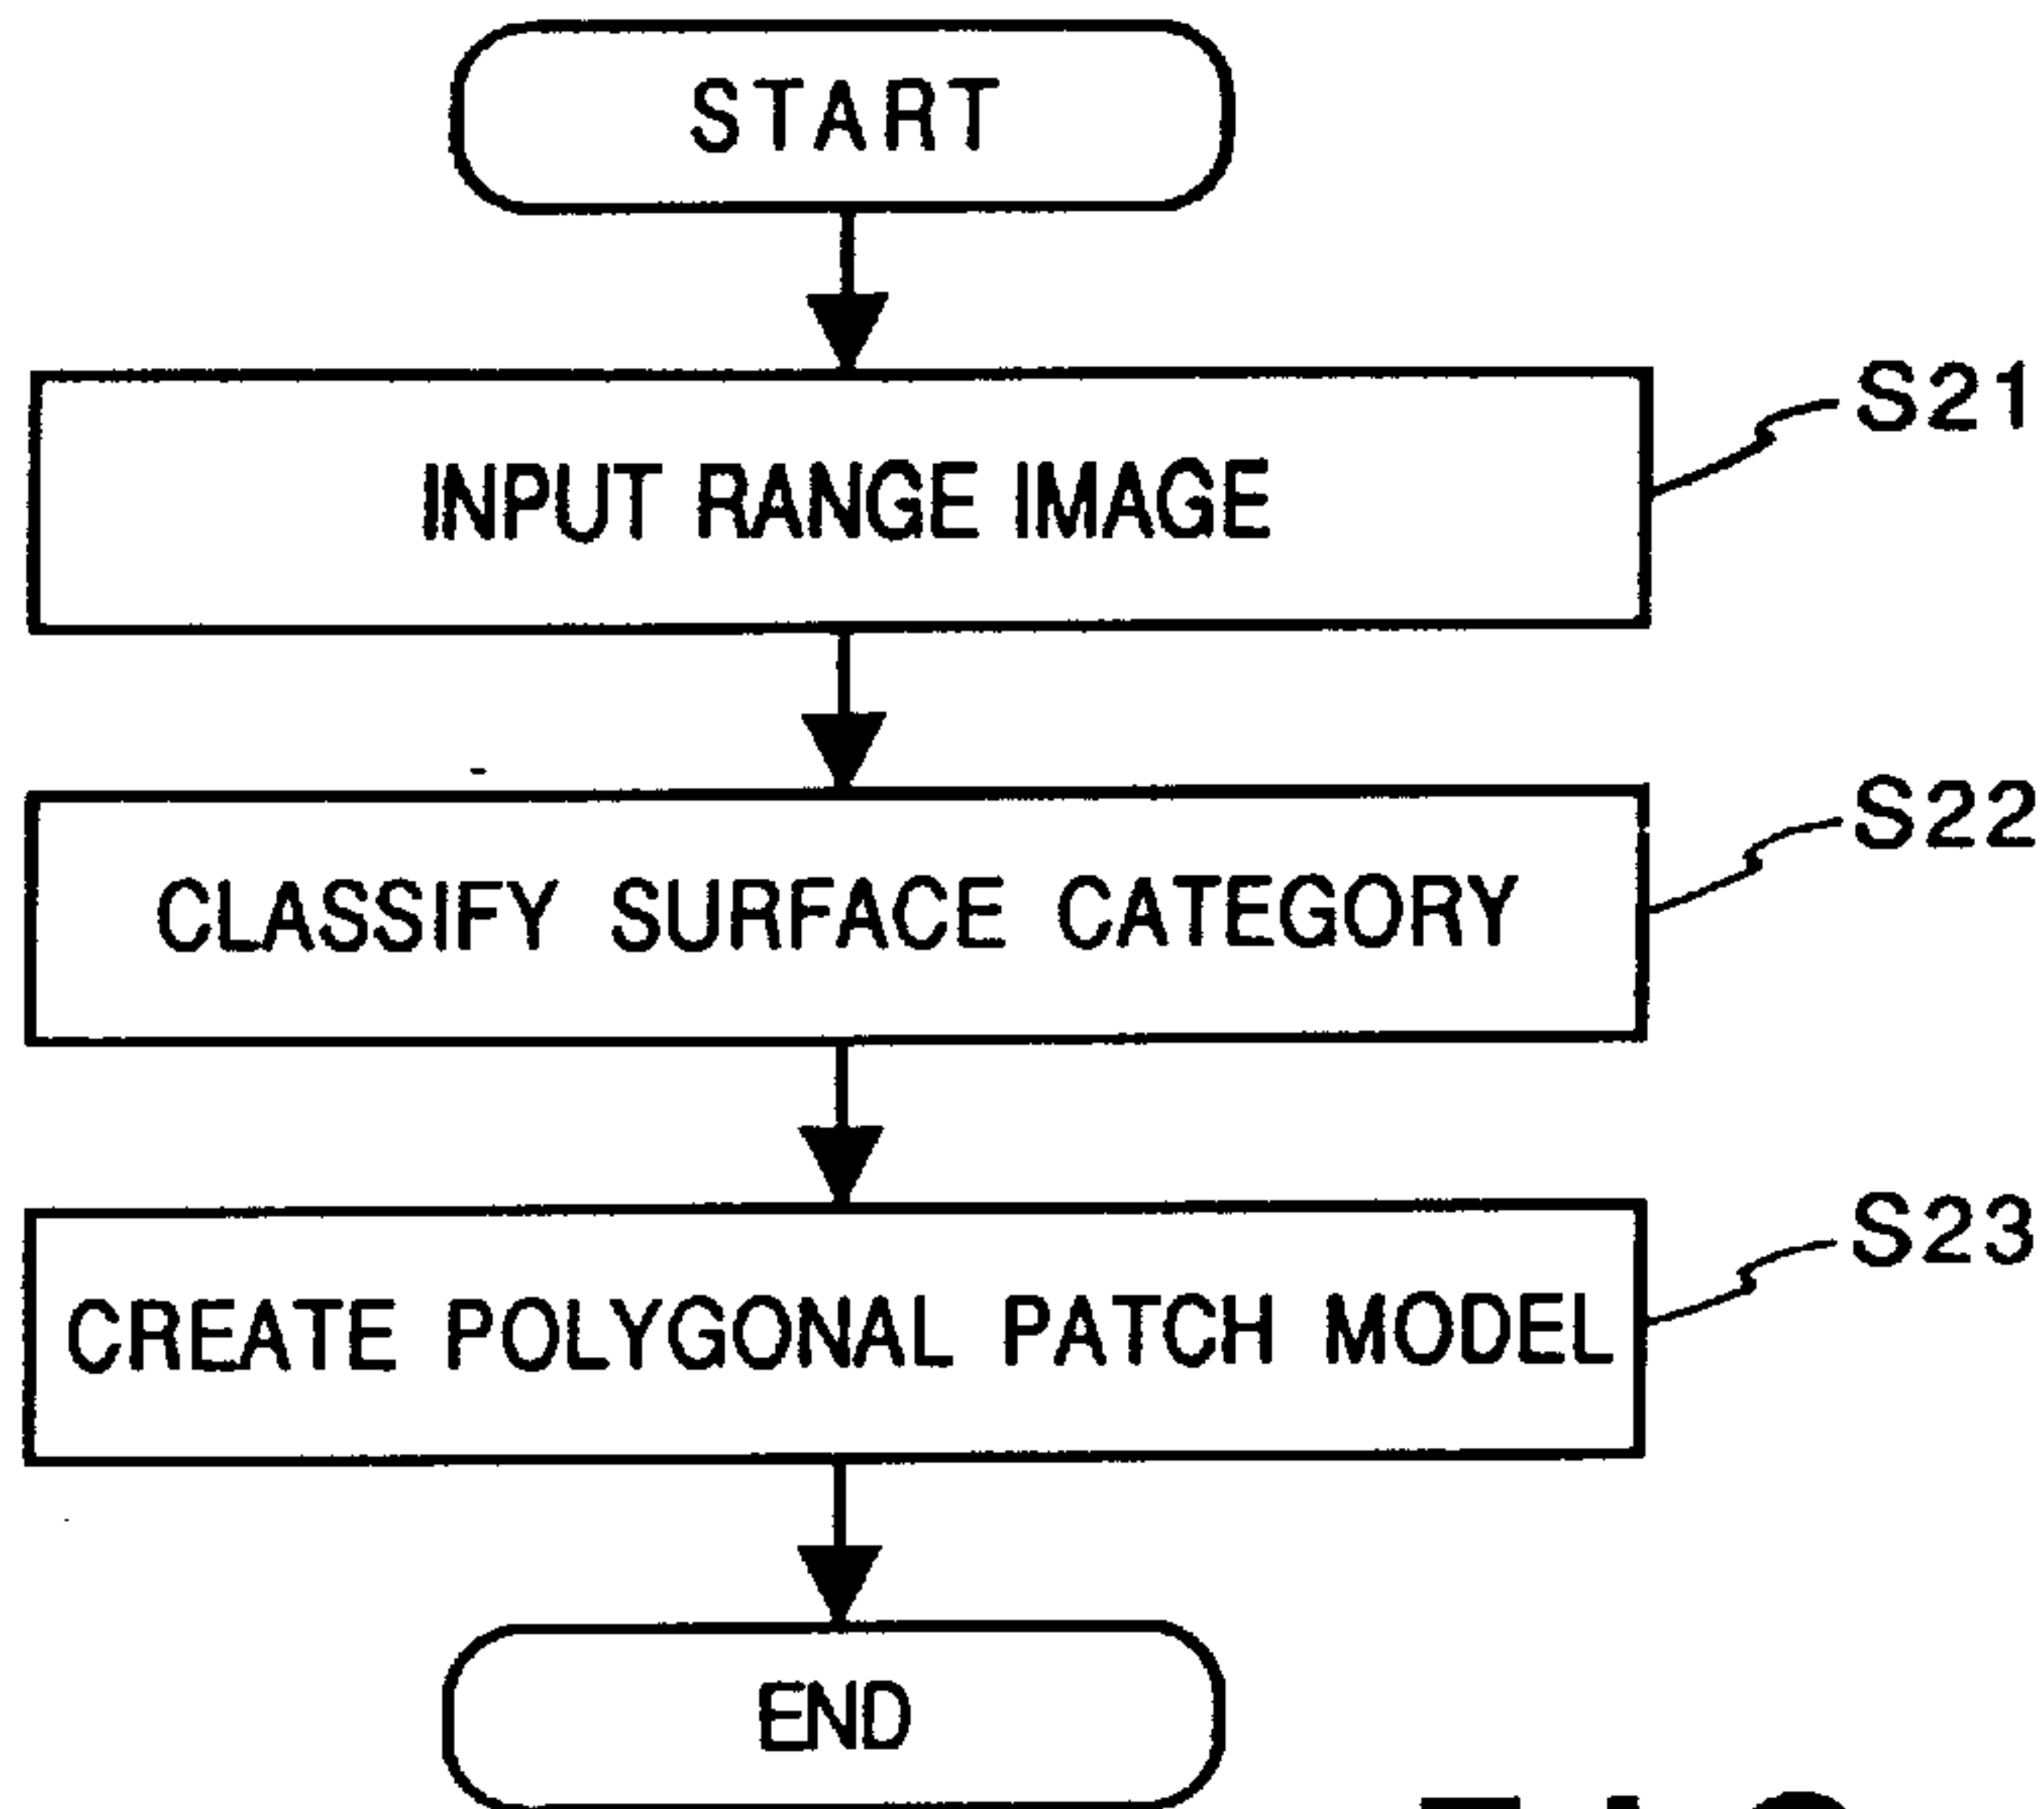 START
INPUT RANGE IMAGE
S21
CLASSIFY SURFACE CATEGORY
S22
CREATE POLYGONAL PATCH MODEL
S23
END